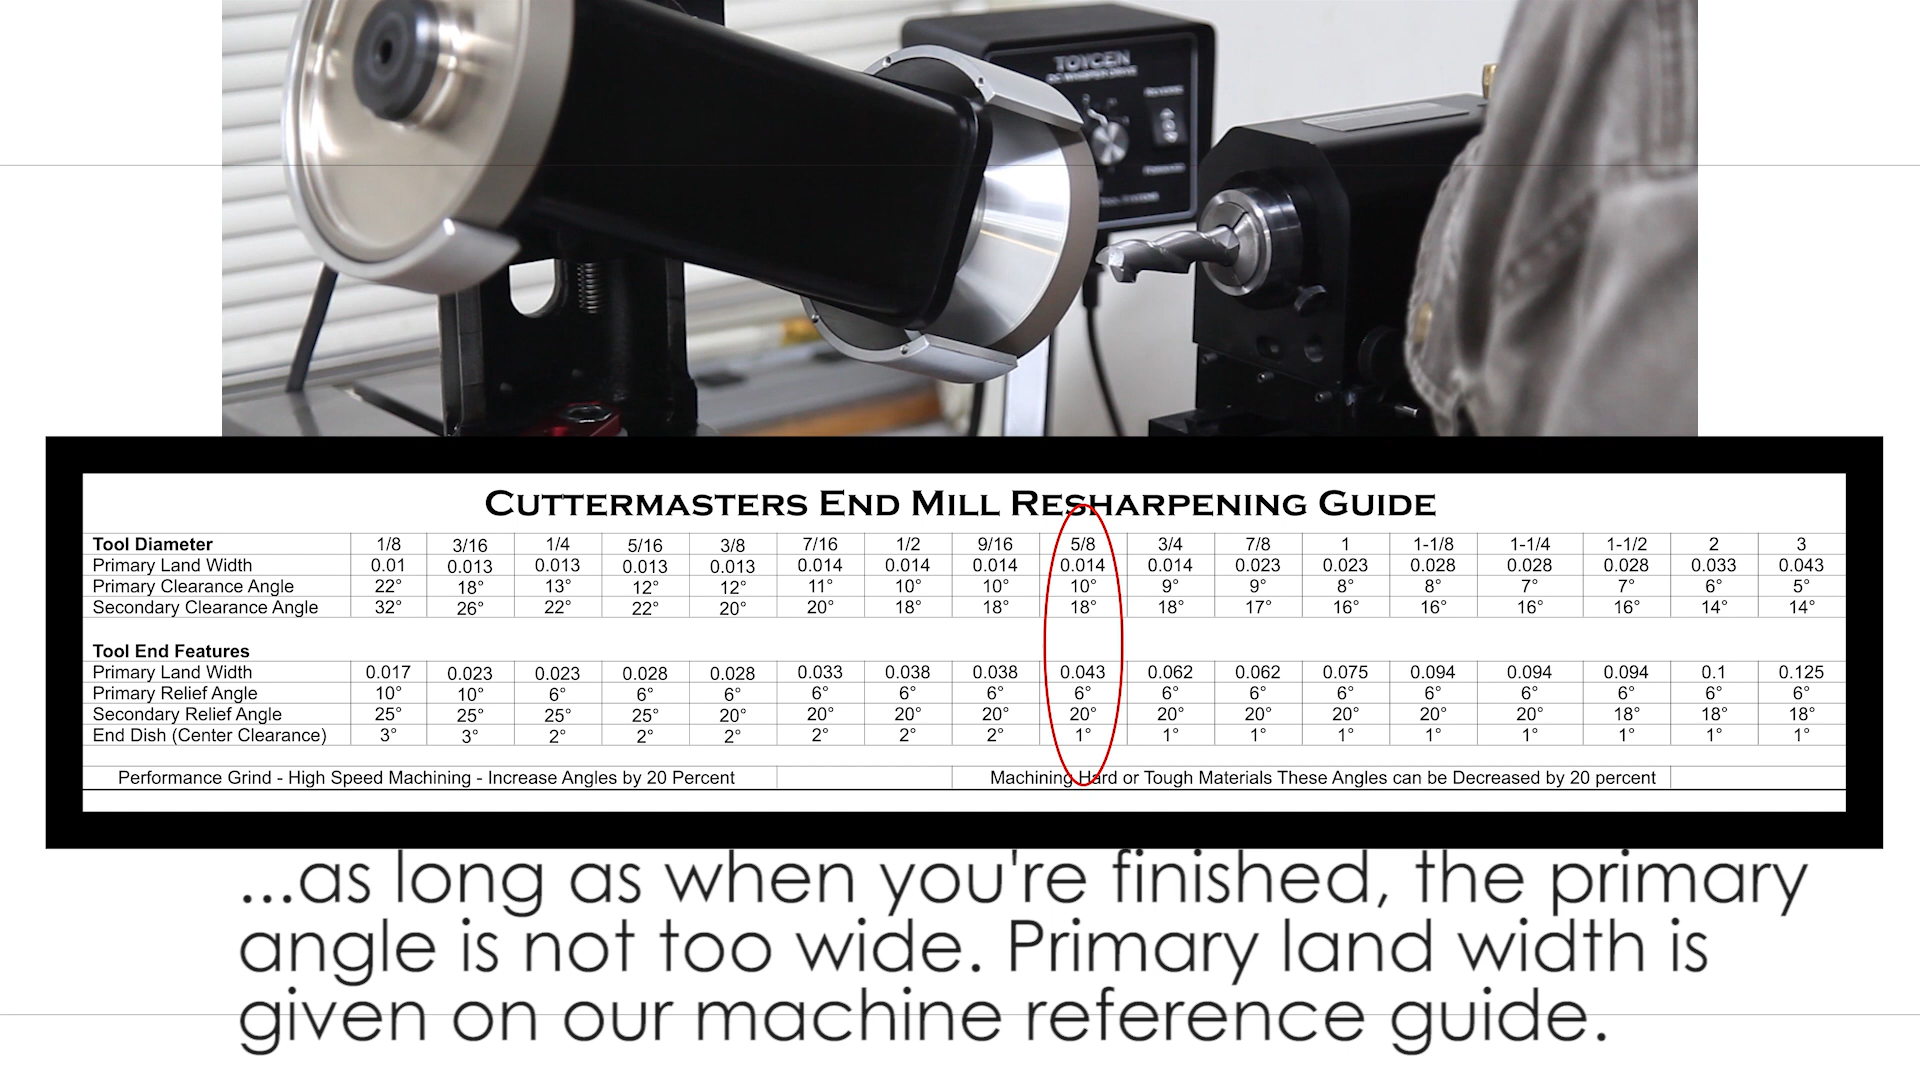 TOYCEN
DC WHISPER DRIVE
CUTTERMASTERS END MILL RESHARPENING GUIDE
Tool Diameter 1/8 3/16 1/4 5/16 3/8 7/16 1/2 9/16 5/8 3/4 7/8 1 1-1/8 1-1/4 1-1/2 2 3
Primary Land Width 0.01 0.013 0.013 0.013 0.013 0.014 0.014 0.014 0.014 0.014 0.023 0.023 0.028 0.028 0.028 0.033 0.043
Primary Clearance Angle 22° 18° 13° 12° 12° 11° 10° 10° 10° 9° 9° 8° 8° 7° 7° 6° 5°
Secondary Clearance Angle 32° 26° 22° 22° 20° 20° 18° 18° 18° 18° 17° 16° 16° 16° 16° 14° 14°
Tool End Features
Primary Land Width 0.017 0.023 0.023 0.028 0.028 0.033 0.038 0.038 0.043 0.062 0.062 0.075 0.094 0.094 0.094 0.1 0.125
Primary Relief Angle 10° 10° 6° 6° 6° 6° 6° 6° 6° 6° 6° 6° 6° 6° 6° 6° 6°
Secondary Relief Angle 25° 25° 25° 25° 20° 20° 20° 20° 20° 20° 20° 20° 20° 20° 18° 18° 18°
End Dish (Center Clearance) 3° 3° 2° 2° 2° 2° 2° 2° 1° 1° 1° 1° 1° 1° 1° 1° 1°
Performance Grind - High Speed Machining - Increase Angles by 20 Percent Machining Hard or Tough Materials These Angles can be Decreased by 20 percent
...as long as when you're finished, the primary
angle is not too wide. Primary land width is
given on our machine reference guide.